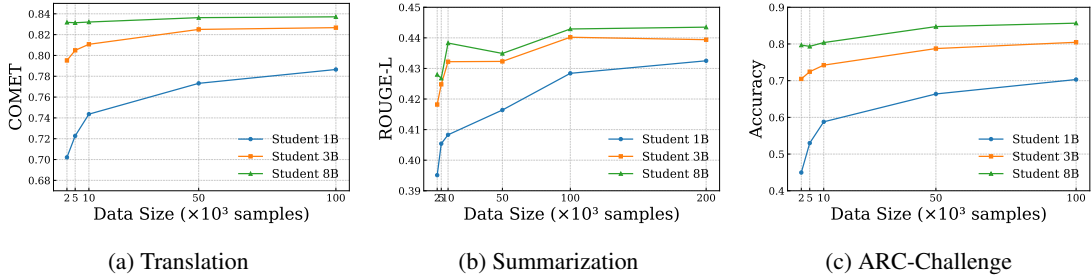 0.84
0.82
0.80
0.78
0.76
0.74
0.72
0.70
0.68
COMET
Student 1B
Student 3B
Student 8B
2 5 10 50 100
Data Size (×10³ samples)
(a) Translation
0.45
0.44
0.43
0.42
0.41
0.40
0.39
ROUGE-L
Student 1B
Student 3B
Student 8B
2 5 10 50 100 200
Data Size (×10³ samples)
(b) Summarization
0.9
0.8
0.7
0.6
0.5
0.4
Accuracy
Student 1B
Student 3B
Student 8B
2 5 10 50 100
Data Size (×10³ samples)
(c) ARC-Challenge